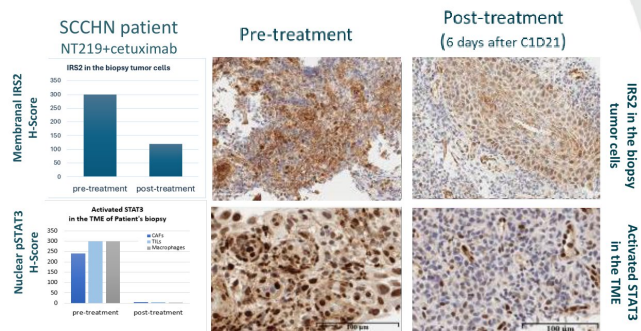 SCCHN patient
NT219+cetuximab
Pre-treatment
Post-treatment
(6 days after C1D21)
Membranal IRS2
H-Score
IRS2 in the biopsy tumor cells
350
300
250
200
150
100
50
0
pre-treatment
post-treatment
IRS2 in the biopsy
tumor cells
Nuclear pSTAT3
H-Score
Activated STAT3
in the TME of Patient's biopsy
350
300
250
200
150
100
50
0
CAFs
TILs
Macrophages
pre-treatment
post-treatment
100 μm
100 μm
Activated STAT3
in the TME